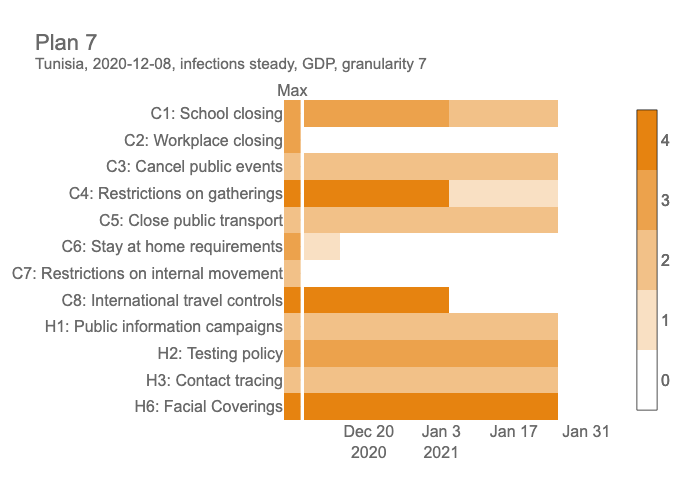 Plan 7
Tunisia, 2020-12-08, infections steady, GDP, granularity 7
Max
C1: School closing
C2: Workplace closing
C3: Cancel public events
C4: Restrictions on gatherings
C5: Close public transport
C6: Stay at home requirements
C7: Restrictions on internal movement
C8: International travel controls
H1: Public information campaigns
H2: Testing policy
H3: Contact tracing
H6: Facial Coverings
Dec 20 Jan 3 Jan 17 Jan 31
2020 2021
4
3
2
1
0